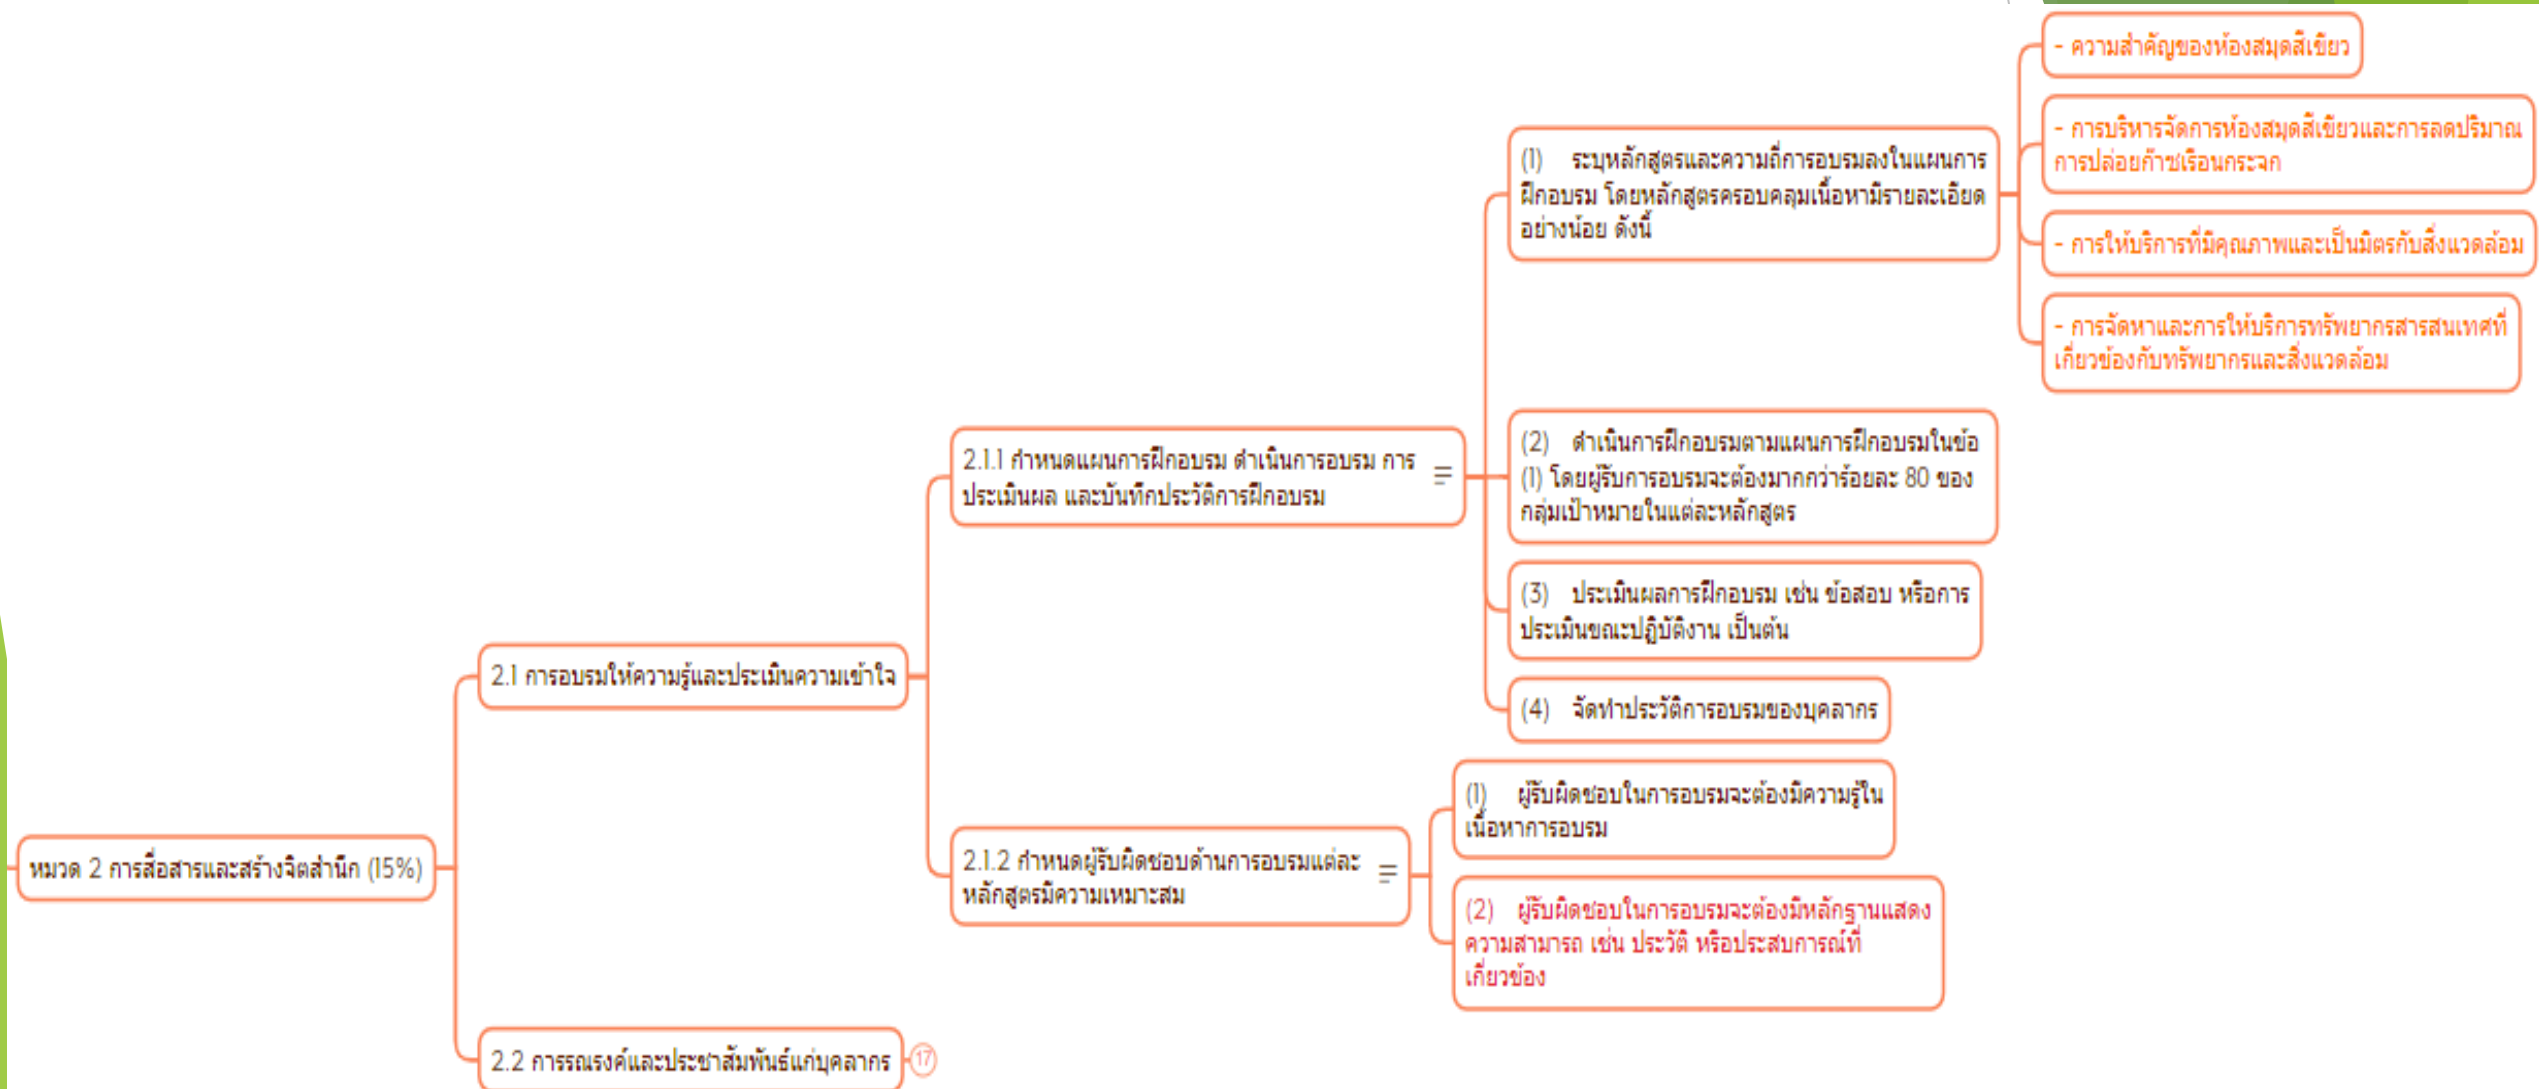 หมวด 2 การสื่อสารและสร้างจิตสำนึก (15%)
2.1 การอบรมให้ความรู้และประเมินความเข้าใจ
2.1.1 กำหนดแผนการฝึกอบรม ดำเนินการอบรม การ
ประเมินผล และบันทึกประวัติการฝึกอบรม
(1) ระบุหลักสูตรและความถี่การอบรมลงในแผนการ
ฝึกอบรม โดยหลักสูตรครอบคลุมเนื้อหามีรายละเอียด
อย่างน้อย ดังนี้
- ความสำคัญของห้องสมุดสีเขียว
- การบริหารจัดการห้องสมุดสีเขียวและการลดปริมาณ
การปล่อยก๊าซเรือนกระจก
- การให้บริการที่มีคุณภาพและเป็นมิตรกับสิ่งแวดล้อม
- การจัดหาและการให้บริการทรัพยากรสารสนเทศที่
เกี่ยวข้องกับทรัพยากรและสิ่งแวดล้อม
(2) ดำเนินการฝึกอบรมตามแผนการฝึกอบรมในข้อ
(1) โดยผู้รับการอบรมจะต้องมากกว่าร้อยละ 80 ของ
กลุ่มเป้าหมายในแต่ละหลักสูตร
(3) ประเมินผลการฝึกอบรม เช่น ข้อสอบ หรือการ
ประเมินขณะปฏิบัติงาน เป็นต้น
(4) จัดทำประวัติการอบรมของบุคลากร
2.1.2 กำหนดผู้รับผิดชอบด้านการอบรมแต่ละ
หลักสูตรมีความเหมาะสม
(1) ผู้รับผิดชอบในการอบรมจะต้องมีความรู้ใน
เนื้อหาการอบรม
(2) ผู้รับผิดชอบในการอบรมจะต้องมีหลักฐานแสดง
ความสามารถ เช่น ประวัติ หรือประสบการณ์ที่
เกี่ยวข้อง
2.2 การรณรงค์และประชาสัมพันธ์แก่บุคลากร
17